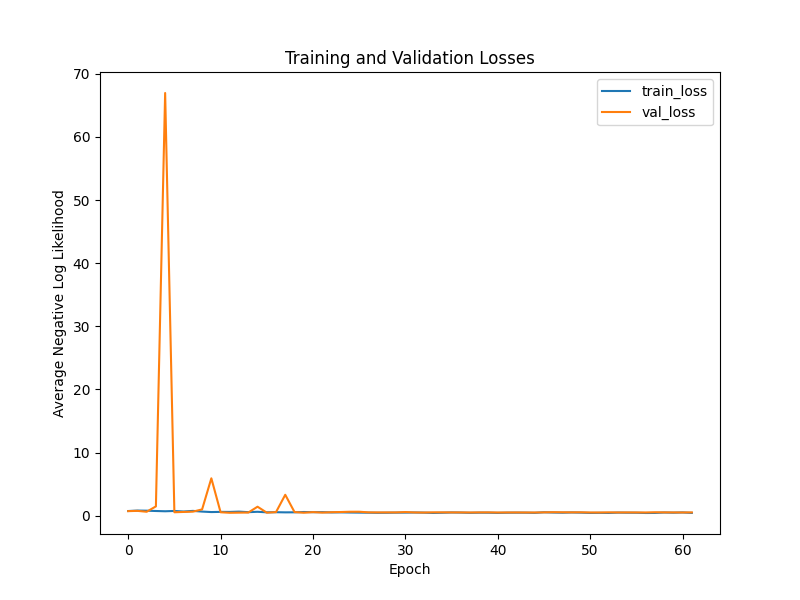 Training and Validation Losses
train_loss
val_loss
Average Negative Log Likelihood
70
60
50
40
30
20
10
0
0 10 20 30 40 50 60
Epoch